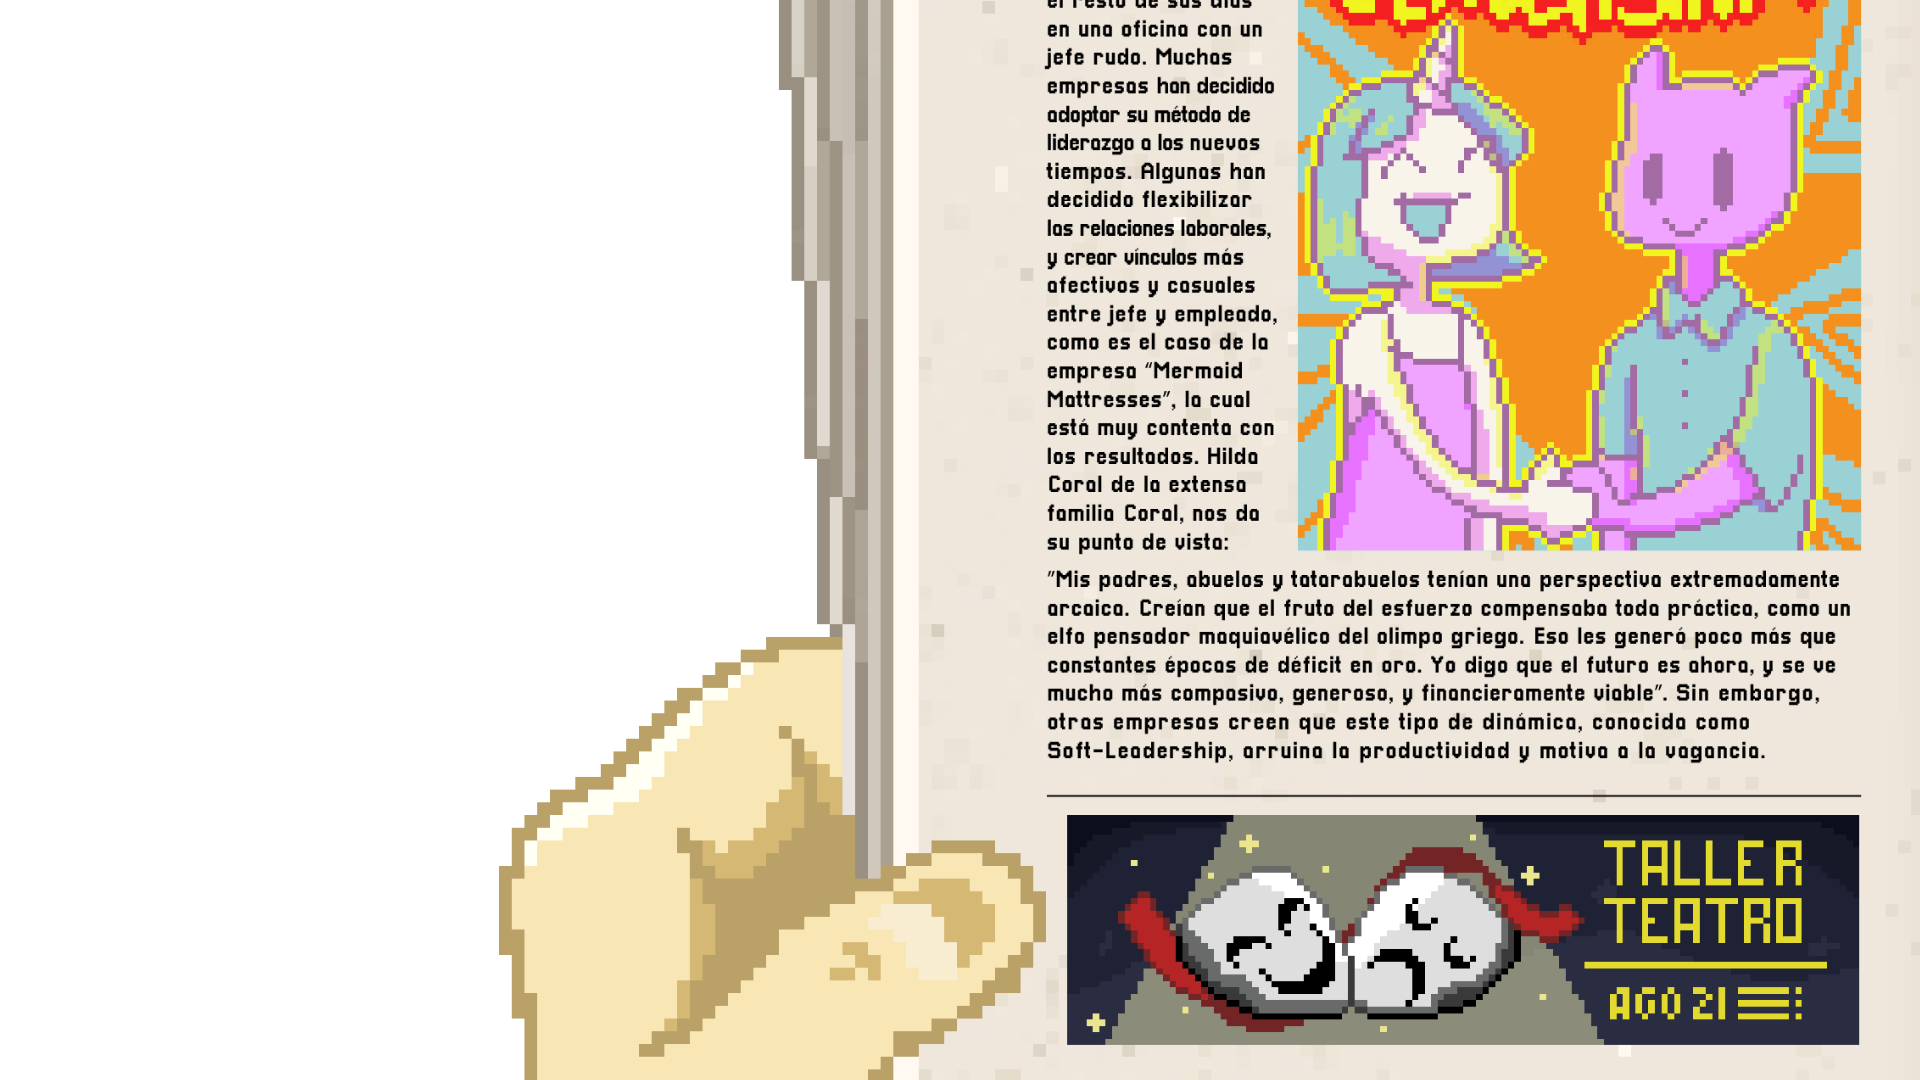 el resto de sus días
en una oficina con un
jefe rudo. Muchas
empresas han decidido
adoptar su método de
liderazgo a los nuevos
tiempos. Algunas han
decidido flexibilizar
las relaciones laborales,
y crear vínculos más
afectivos y casuales
entre jefe y empleado,
como es el caso de la
empresa "Mermaid
Mattresses", la cual
está muy contenta con
los resultados. Hilda
Coral de la extensa
familia Coral, nos da
su punto de vista:
"Mis padres, abuelos y tatarabuelos tenían una perspectiva extremadamente
arcaica. Creían que el fruto del esfuerzo compensaba toda práctica, como un
elfo pensador maquiavélico del olimpo griego. Eso les generó poco más que
constantes épocas de déficit en oro. Yo digo que el futuro es ahora, y se ve
mucho más compasivo, generoso, y financieramente viable". Sin embargo,
otras empresas creen que este tipo de dinámica, conocida como
Soft-Leadership, arruina la productividad y motiva a la vagancia.
TALLER
TEATRO
AGO 21